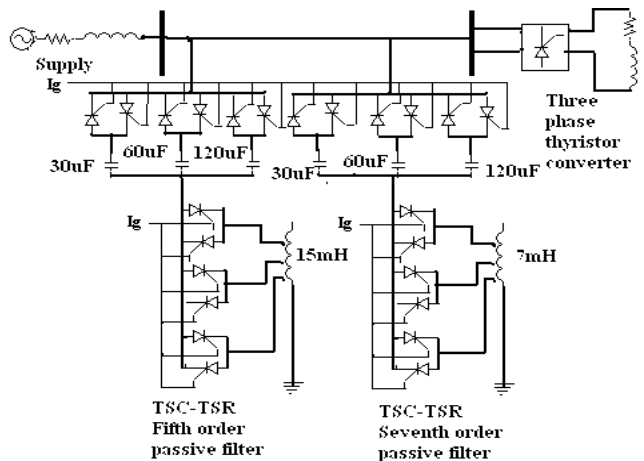 Supply
Ig
Three
phase
thyristor
converter
30uF
60uF
120uF
30uF
60uF
120uF
Ig
15mH
Ig
7mH
TSC-TSR
Fifth order
passive filter
TSC-TSR
Seventh order
passive filter